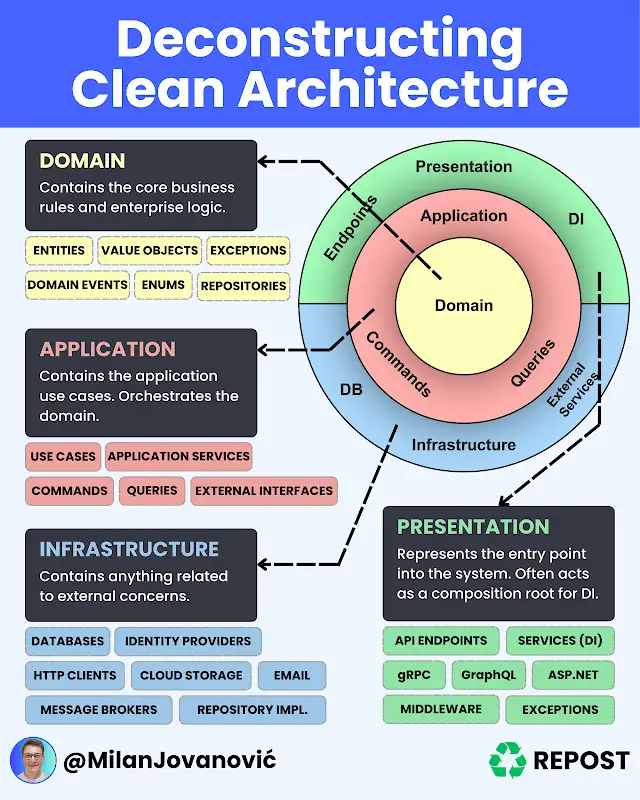 Deconstructing
Clean Architecture
DOMAIN
Contains the core business
rules and enterprise logic.
ENTITIES
VALUE OBJECTS
EXCEPTIONS
DOMAIN EVENTS
ENUMS
REPOSITORIES
Presentation
Endpoints
DI
Application
Domain
Commands
Queries
DB
External
Services
Infrastructure
APPLICATION
Contains the application
use cases. Orchestrates the
domain.
USE CASES
APPLICATION SERVICES
COMMANDS
QUERIES
EXTERNAL INTERFACES
INFRASTRUCTURE
Contains anything related
to external concerns.
DATABASES
IDENTITY PROVIDERS
HTTP CLIENTS
CLOUD STORAGE
EMAIL
MESSAGE BROKERS
REPOSITORY IMPL.
PRESENTATION
Represents the entry point
into the system. Often acts
as a composition root for DI.
API ENDPOINTS
SERVICES (DI)
gRPC
GraphQL
ASP.NET
MIDDLEWARE
EXCEPTIONS
@MilanJovanović
REPOST